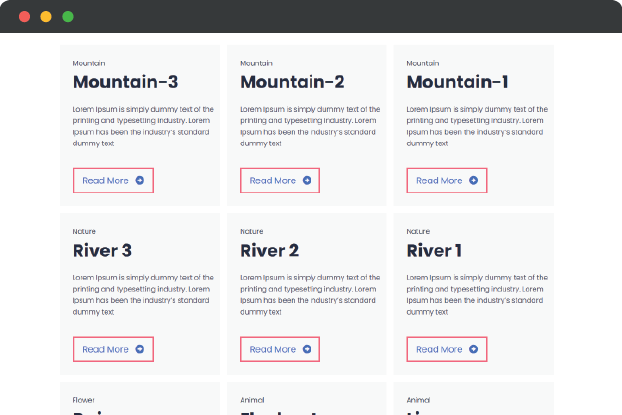 Mountain
Mountain-3
Lorem Ipsum is simply dummy text of the
printing and typesetting industry. Lorem
Ipsum has been the industry's standard
dummy text
Read More
Mountain
Mountain-2
Lorem Ipsum is simply dummy text of the
printing and typesetting industry. Lorem
Ipsum has been the industry's standard
dummy text
Read More
Mountain
Mountain-1
Lorem Ipsum is simply dummy text of the
printing and typesetting industry. Lorem
Ipsum has been the industry's standard
dummy text
Read More
Nature
River 3
Lorem Ipsum is simply dummy text of the
printing and typesetting industry. Lorem
Ipsum has been the industry's standard
dummy text
Read More
Nature
River 2
Lorem Ipsum is simply dummy text of the
printing and typesetting industry. Lorem
Ipsum has been the industry's standard
dummy text
Read More
Nature
River 1
Lorem Ipsum is simply dummy text of the
printing and typesetting industry. Lorem
Ipsum has been the industry's standard
dummy text
Read More
Flower
Animal
Animal